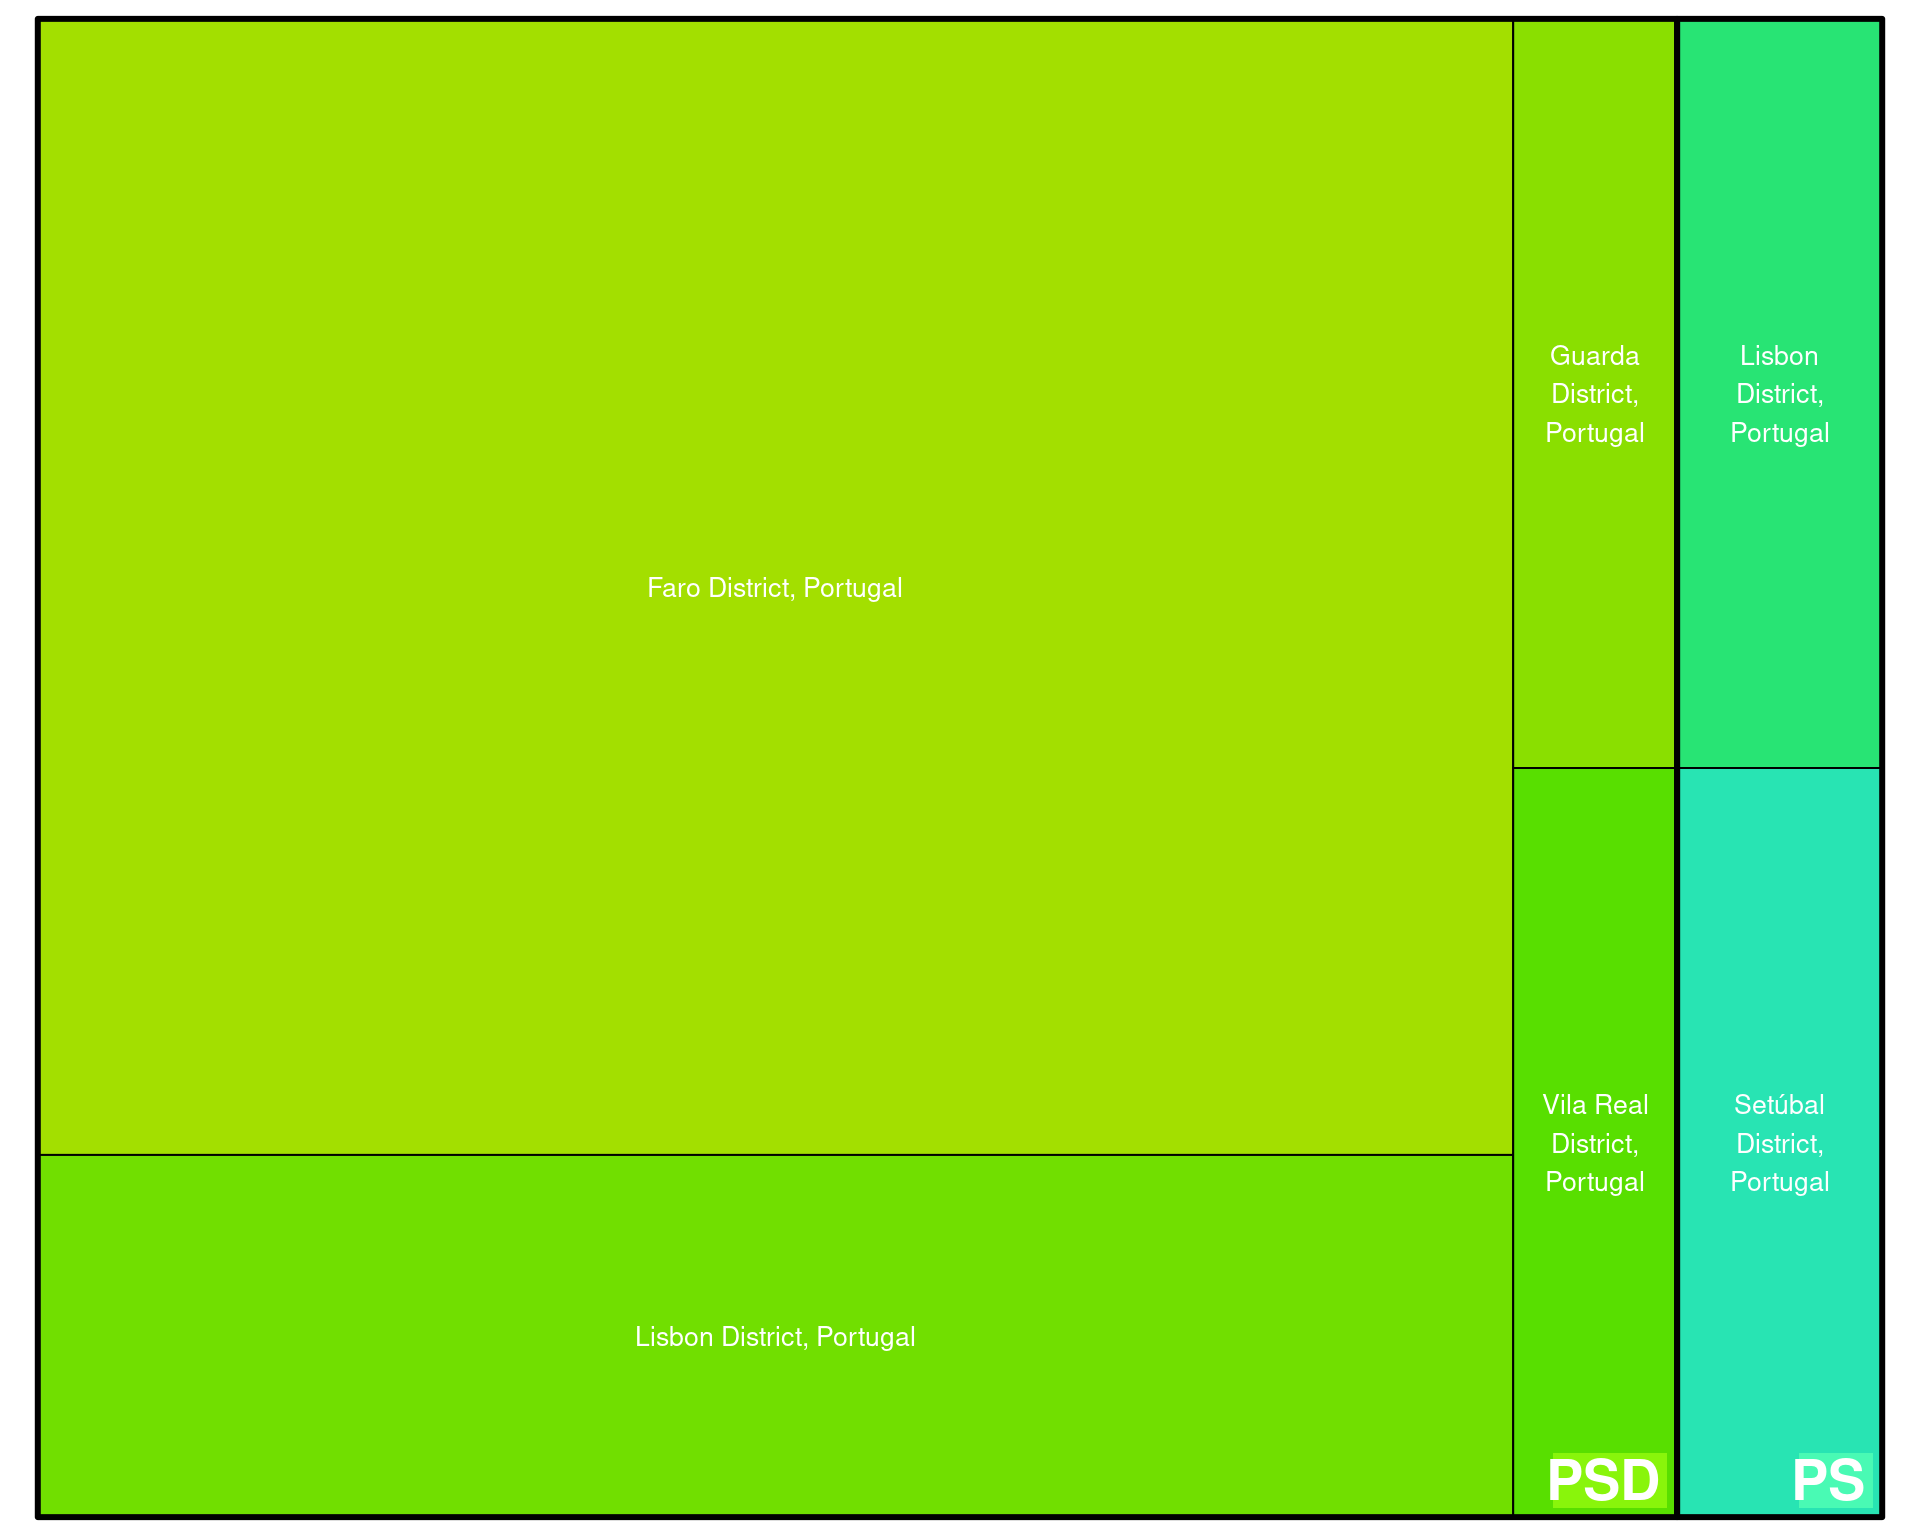 Faro District, Portugal
Lisbon District, Portugal
Guarda
District,
Portugal
Vila Real
District,
Portugal
PSD
Lisbon
District,
Portugal
Setúbal
District,
Portugal
PS